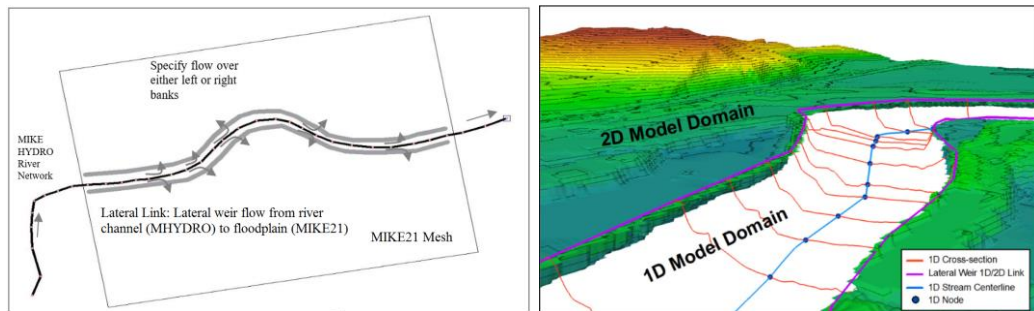 Specify flow over
either left or right
banks
MIKE
HYDRO
River
Network
Lateral Link: Lateral weir flow from river
channel (MHYDRO) to floodplain (MIKE21)
MIKE21 Mesh
2D Model Domain
1D Model Domain
1D Cross-section
Lateral Weir 1D/2D Link
1D Stream Centerline
1D Node